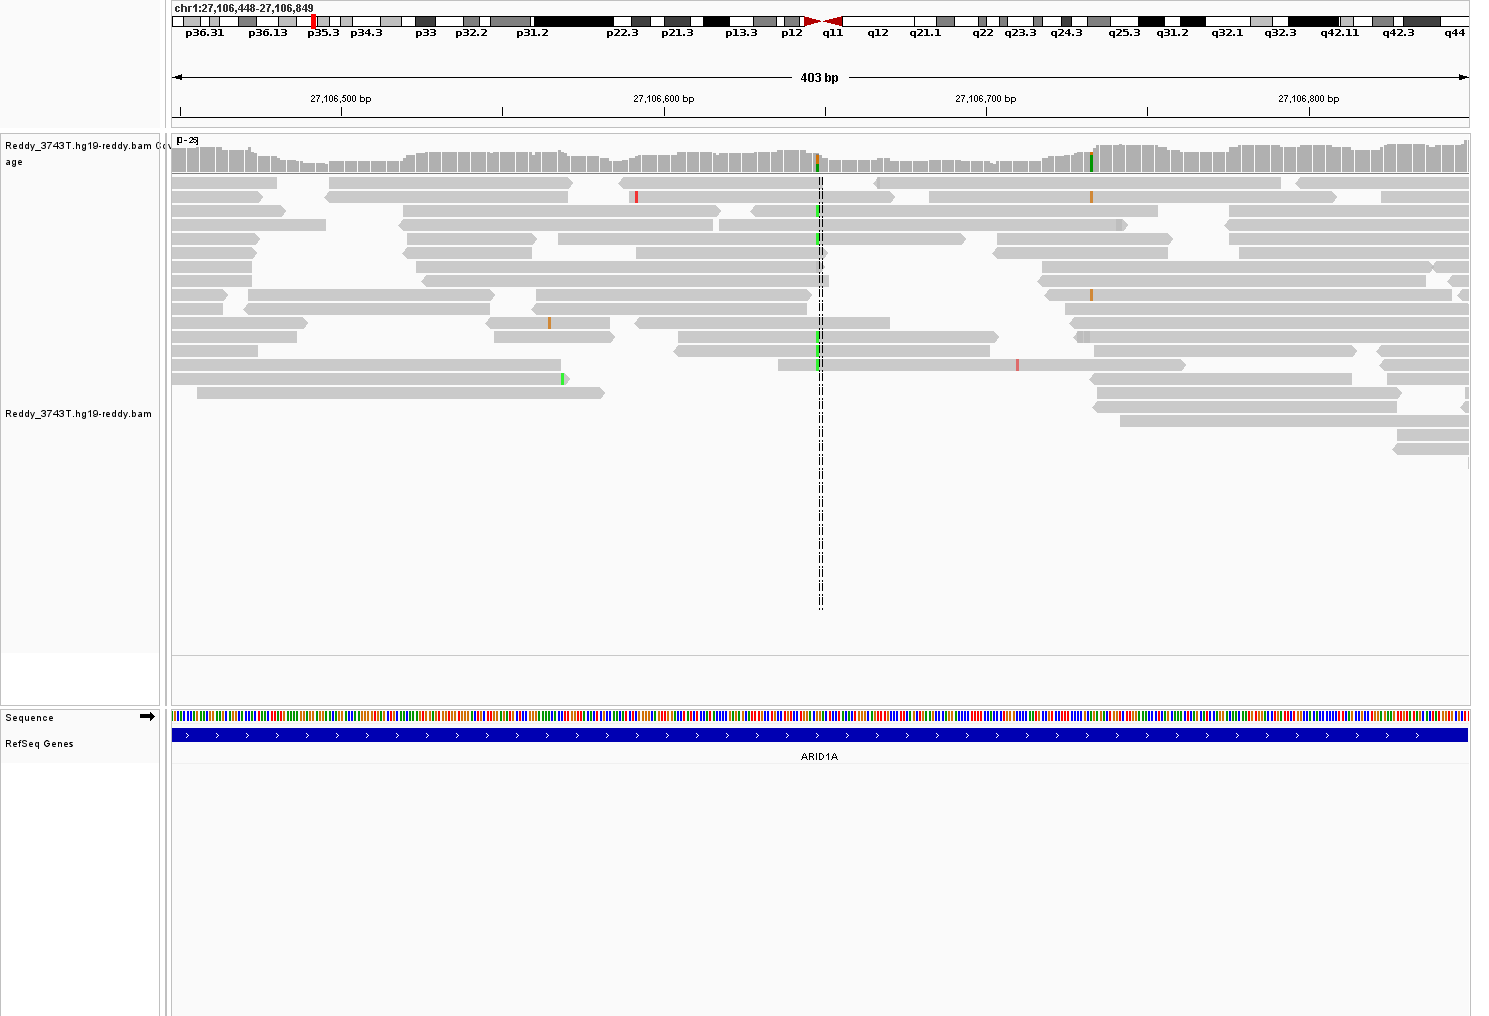 chr1:27,106,448-27,106,849
p36.31 p36.13 p35.3 p34.3 p33 p32.2 p31.2 p22.3 p21.3 p13.3 p12 q11 q12 q21.1 q22 q23.3 q24.3 q25.3 q31.2 q32.1 q32.3 q42.11 q42.3 q44
403 bp
27,106,500 bp 27,106,600 bp 27,106,700 bp 27,106,800 bp
[0-25]
Reddy_3743T.hg19-reddy.bam Cov
age
Reddy_3743T.hg19-reddy.bam
Sequence
RefSeq Genes
ARID1A